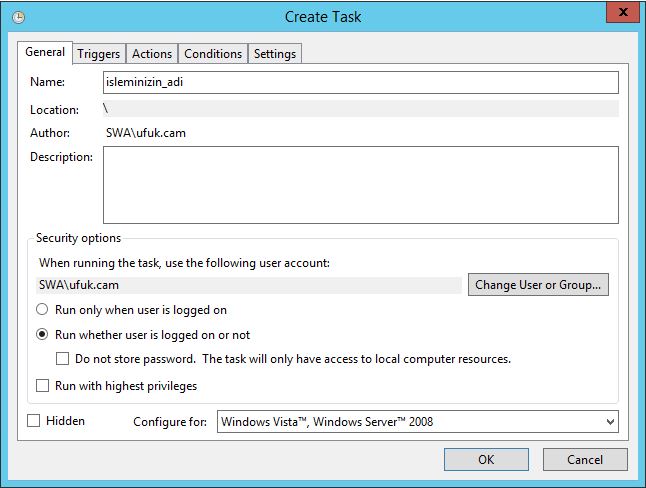 Create Task
x
General Triggers Actions Conditions Settings
Name: isleminizin_adi
Location: \
Author: SWA\ufuk.cam
Description:
Security options
When running the task, use the following user account:
SWA\ufuk.cam Change User or Group...
Run only when user is logged on
Run whether user is logged on or not
Do not store password. The task will only have access to local computer resources.
Run with highest privileges
Hidden Configure for: Windows Vista™, Windows Server™ 2008
OK Cancel